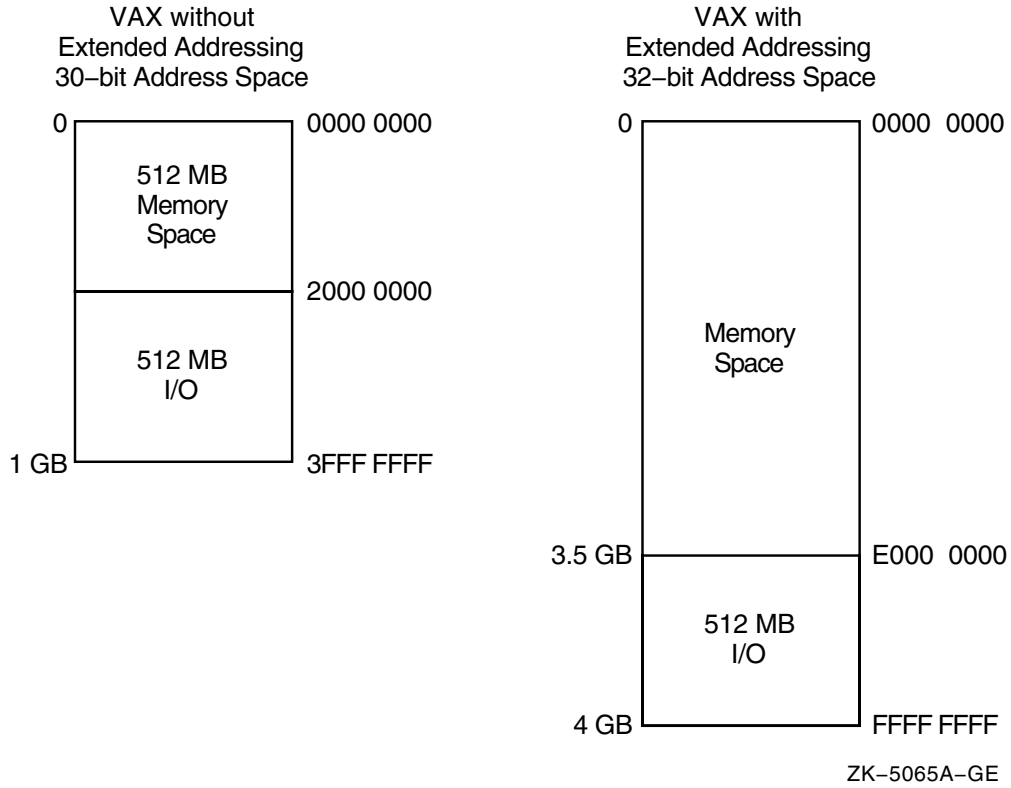 VAX without
Extended Addressing
30–bit Address Space
0
0000 0000
512 MB
Memory
Space
2000 0000
512 MB
I/O
1 GB
3FFF FFFF
VAX with
Extended Addressing
32–bit Address Space
0
0000 0000
Memory
Space
3.5 GB
E000 0000
512 MB
I/O
4 GB
FFFF FFFF
ZK–5065A–GE